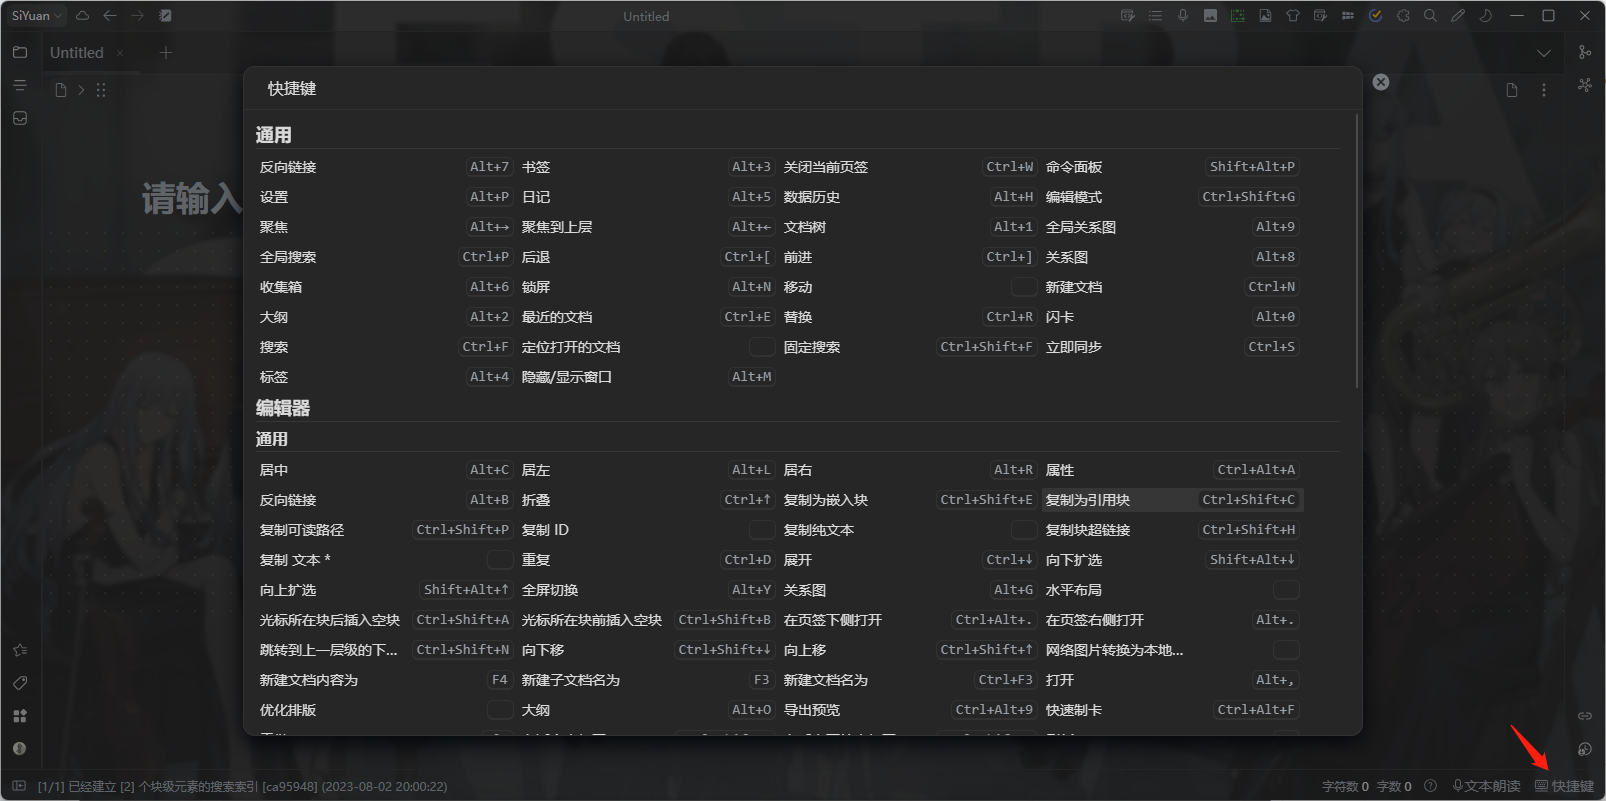 SiYuan
Untitled
Untitled
请输入
快捷键
通用
反向链接 Alt+7 书签 Alt+3 关闭当前页签 Ctrl+W 命令面板 Shift+Alt+P
设置 Alt+P 日记 Alt+5 数据历史 Alt+H 编辑模式 Ctrl+Shift+G
聚焦 Alt+→ 聚焦到上层 Alt+← 文档树 Alt+1 全局关系图 Alt+9
全局搜索 Ctrl+P 后退 Ctrl+[ 前进 Ctrl+] 关系图 Alt+8
收集箱 Alt+6 锁屏 Alt+N 移动 新建文档 Ctrl+N
大纲 Alt+2 最近的文档 Ctrl+E 替换 Ctrl+R 闪卡 Alt+0
搜索 Ctrl+F 定位打开的文档 固定搜索 Ctrl+Shift+F 立即同步 Ctrl+S
标签 Alt+4 隐藏/显示窗口 Alt+M
编辑器
通用
居中 Alt+C 居左 Alt+L 居右 Alt+R 属性 Ctrl+Alt+A
反向链接 Alt+B 折叠 Ctrl+↑ 复制为嵌入块 Ctrl+Shift+E 复制为引用块 Ctrl+Shift+C
复制可读路径 Ctrl+Shift+P 复制 ID 复制纯文本 复制块超链接 Ctrl+Shift+H
复制 文本 * 重复 Ctrl+D 展开 Ctrl+↓ 向下扩选 Shift+Alt+↓
向上扩选 Shift+Alt+↑ 全屏切换 Alt+Y 关系图 Alt+G 水平布局
光标所在块后插入空块 Ctrl+Shift+A 光标所在块前插入空块 Ctrl+Shift+B 在页签下侧打开 Ctrl+Alt+. 在页签右侧打开 Alt+.
跳转到上一层级的下... Ctrl+Shift+N 向下移 Ctrl+Shift+↓ 向上移 Ctrl+Shift+↑ 网络图片转换为本地...
新建文档内容为 F4 新建子文档名为 F3 新建文档名为 Ctrl+F3 打开 Alt+,
优化排版 大纲 Alt+O 导出预览 Ctrl+Alt+9 快速制卡 Ctrl+Alt+F
[1/1] 已经建立 [2] 个块级元素的搜索索引 [ca95948] (2023-08-02 20:00:22) 字符数 0 字数 0 文本朗读 快捷键